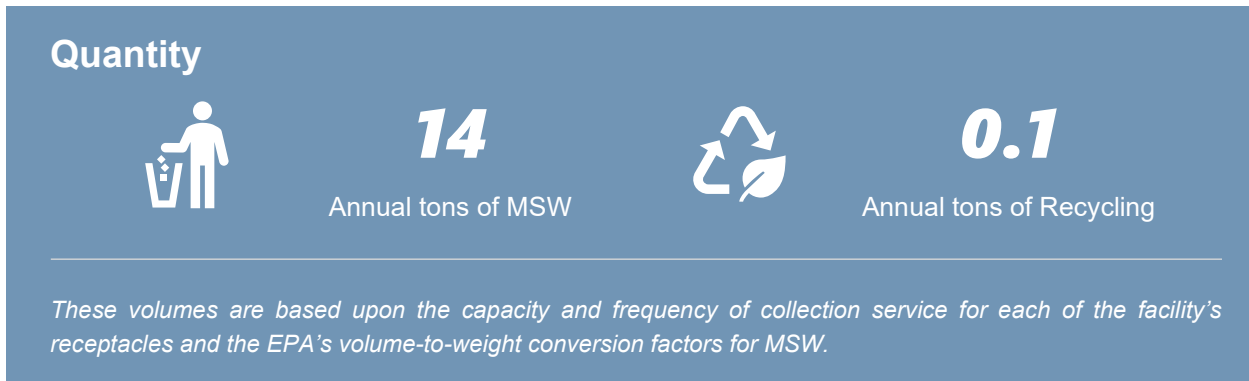 Quantity
14
Annual tons of MSW
0.1
Annual tons of Recycling
These volumes are based upon the capacity and frequency of collection service for each of the facility’s
receptacles and the EPA’s volume-to-weight conversion factors for MSW.